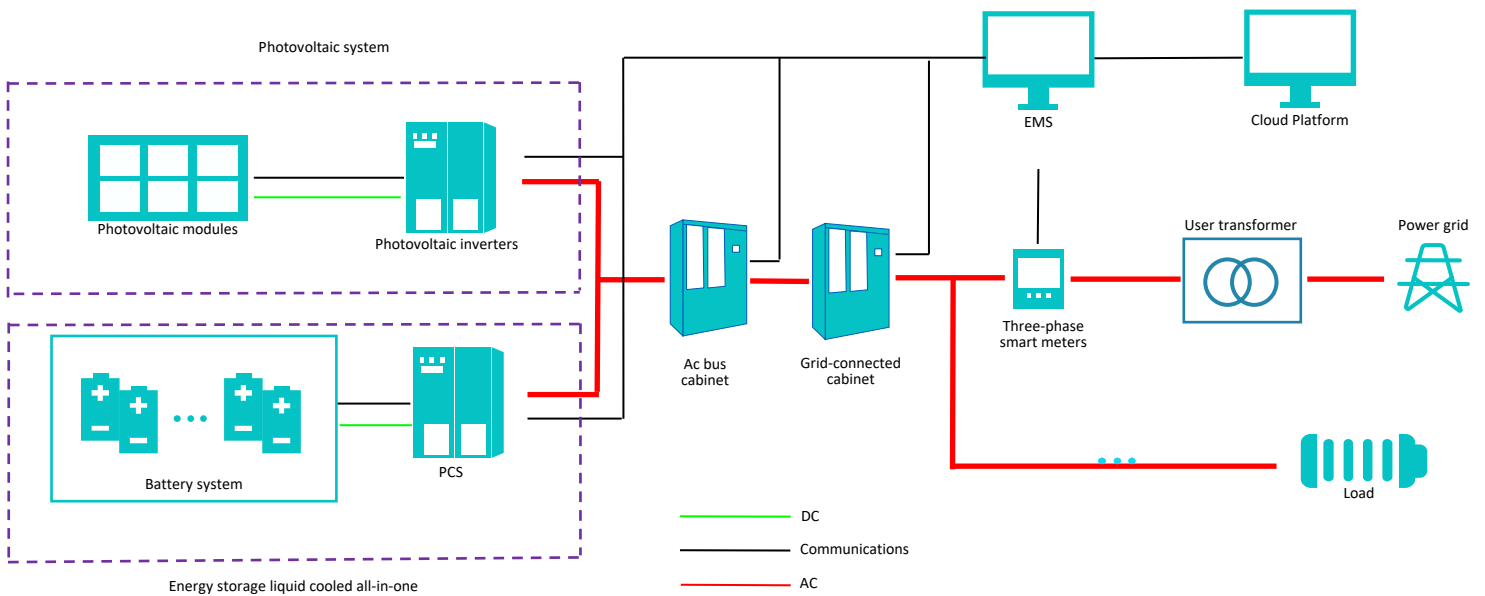 Photovoltaic system
EMS
Cloud Platform
Photovoltaic modules
Photovoltaic inverters
User transformer
Power grid
Three-phase
smart meters
Ac bus
cabinet
Grid-connected
cabinet
Battery system
PCS
Load
DC
Communications
AC
Energy storage liquid cooled all-in-one